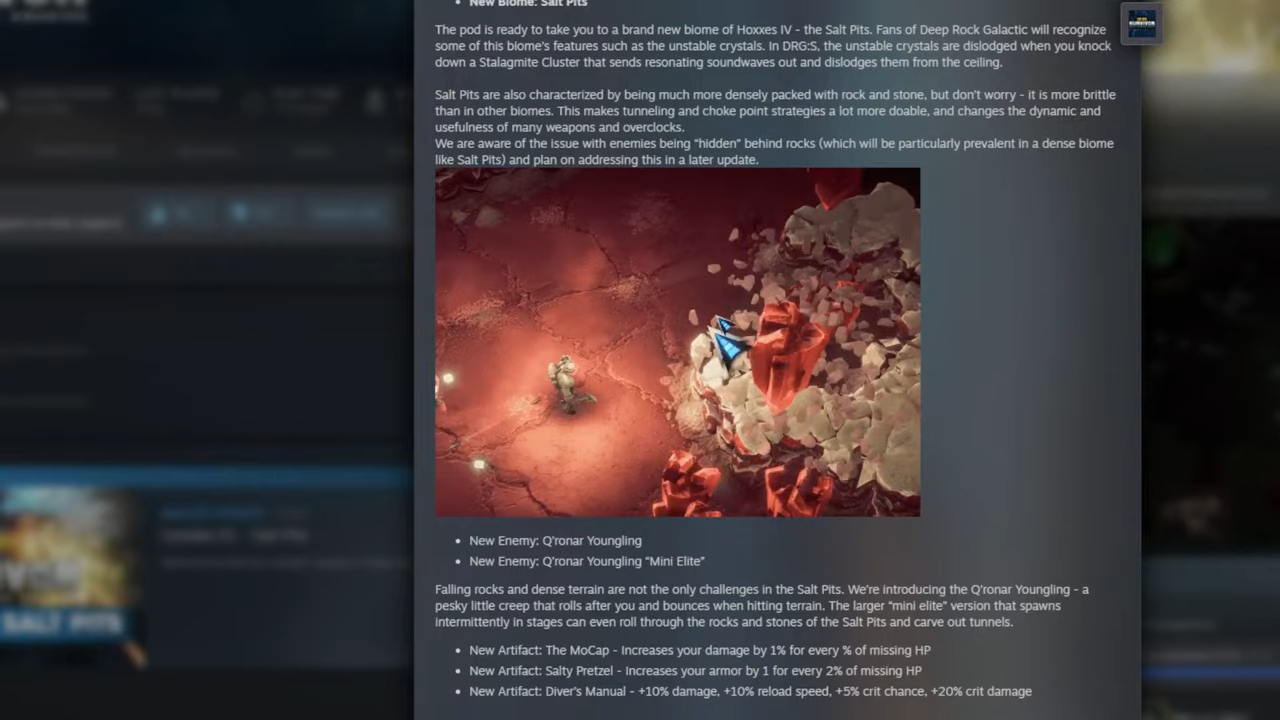 • New Biome: Salt Pits
The pod is ready to take you to a brand new biome of Hoxxes IV - the Salt Pits. Fans of Deep Rock Galactic will recognize
some of this biome's features such as the unstable crystals. In DRG:S, the unstable crystals are dislodged when you knock
down a Stalagmite Cluster that sends resonating soundwaves out and dislodges them from the ceiling.
Salt Pits are also characterized by being much more densely packed with rock and stone, but don't worry - it is more brittle
than in other biomes. This makes tunneling and choke point strategies a lot more doable, and changes the dynamic and
usefulness of many weapons and overclocks.
We are aware of the issue with enemies being "hidden" behind rocks (which will be particularly prevalent in a dense biome
like Salt Pits) and plan on addressing this in a later update.
• New Enemy: Q'ronar Youngling
• New Enemy: Q'ronar Youngling "Mini Elite"
Falling rocks and dense terrain are not the only challenges in the Salt Pits. We're introducing the Q'ronar Youngling - a
pesky little creep that rolls after you and bounces when hitting terrain. The larger "mini elite" version that spawns
intermittently in stages can even roll through the rocks and stones of the Salt Pits and carve out tunnels.
• New Artifact: The MoCap - Increases your damage by 1% for every % of missing HP
• New Artifact: Salty Pretzel - Increases your armor by 1 for every 2% of missing HP
• New Artifact: Diver's Manual - +10% damage, +10% reload speed, +5% crit chance, +20% crit damage
SALT PITS
SURVIVOR